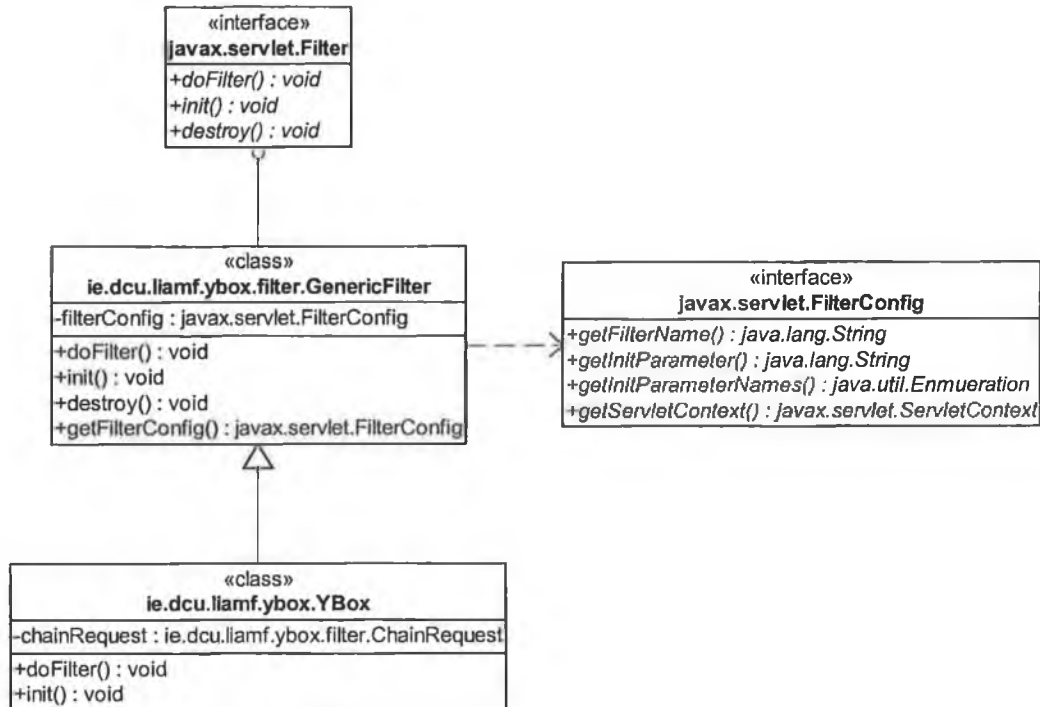 «interface»
javax.servlet.Filter
+doFilter() : void
+init() : void
+destroy() : void
«class»
ie.dcu.liamf.ybox.filter.GenericFilter
-filterConfig : javax.servlet.FilterConfig
+doFilter() : void
+init() : void
+destroy() : void
+getFilterConfig() : javax.servlet.FilterConfig
«interface»
javax.servlet.FilterConfig
+getFilterName() : java.lang.String
+getInitParameter() : java.lang.String
+getInitParameterNames() : java.util.Enmueration
+getServletContext() : javax.servlet.ServletContext
«class»
ie.dcu.liamf.ybox.YBox
-chainRequest : ie.dcu.liamf.ybox.filter.ChainRequest
+doFilter() : void
+init() : void